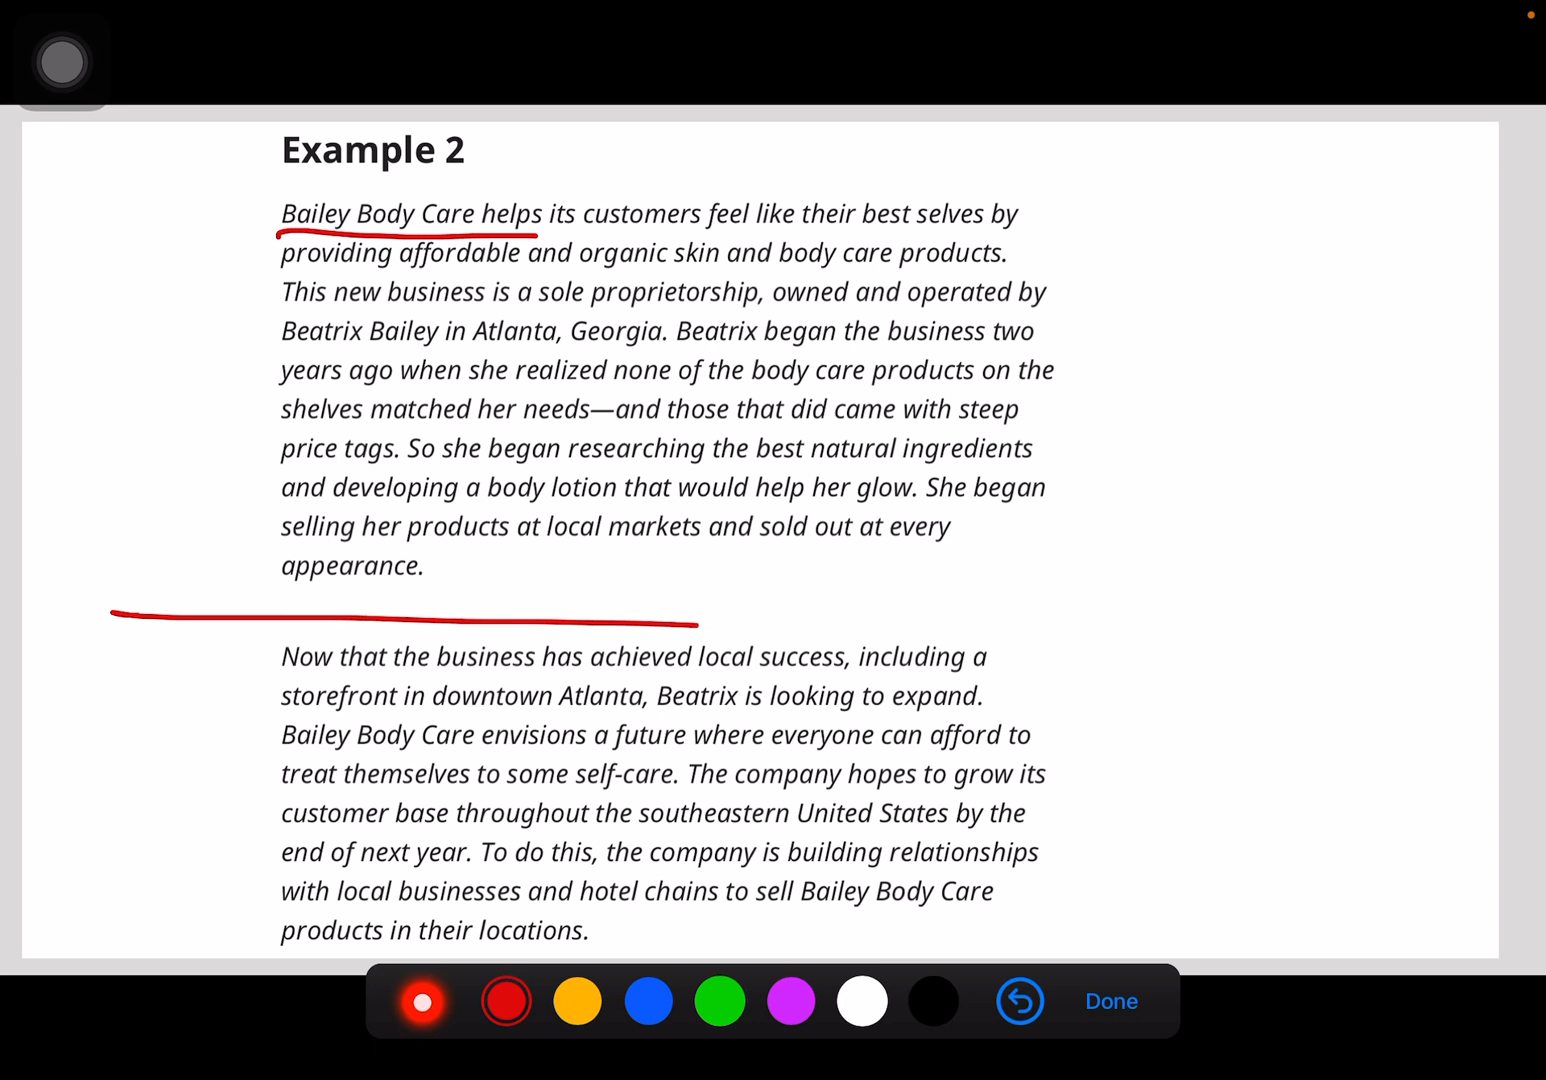 Example 2
Bailey Body Care helps its customers feel like their best selves by
providing affordable and organic skin and body care products.
This new business is a sole proprietorship, owned and operated by
Beatrix Bailey in Atlanta, Georgia. Beatrix began the business two
years ago when she realized none of the body care products on the
shelves matched her needs—and those that did came with steep
price tags. So she began researching the best natural ingredients
and developing a body lotion that would help her glow. She began
selling her products at local markets and sold out at every
appearance.
Now that the business has achieved local success, including a
storefront in downtown Atlanta, Beatrix is looking to expand.
Bailey Body Care envisions a future where everyone can afford to
treat themselves to some self-care. The company hopes to grow its
customer base throughout the southeastern United States by the
end of next year. To do this, the company is building relationships
with local businesses and hotel chains to sell Bailey Body Care
products in their locations.
Done